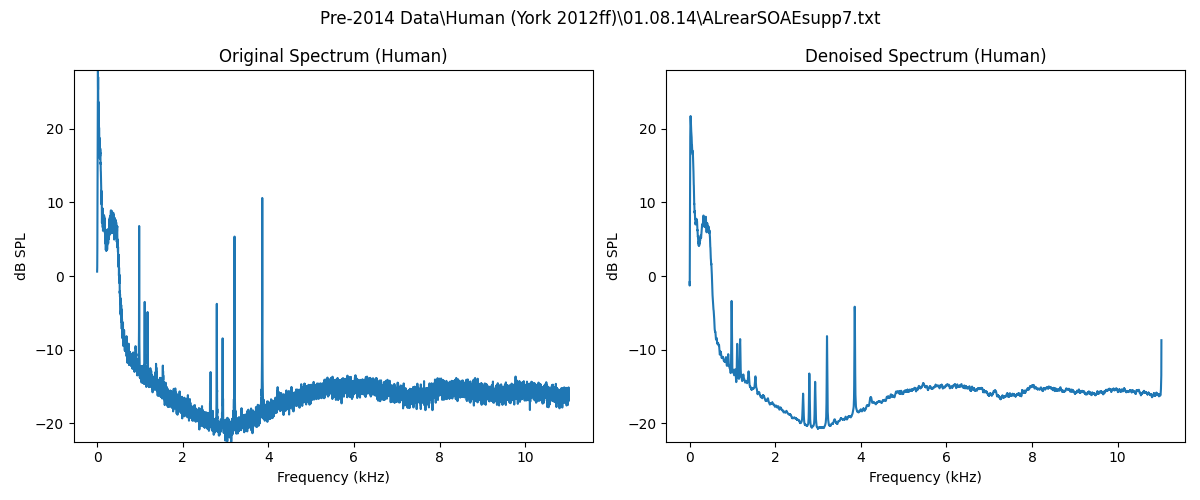 Pre-2014 Data\Human (York 2012ff)\01.08.14\ALrearSOAEsupp7.txt
Original Spectrum (Human)
20
10
0
−10
−20
dB SPL
0 2 4 6 8 10
Frequency (kHz)
Denoised Spectrum (Human)
20
10
0
−10
−20
dB SPL
0 2 4 6 8 10
Frequency (kHz)